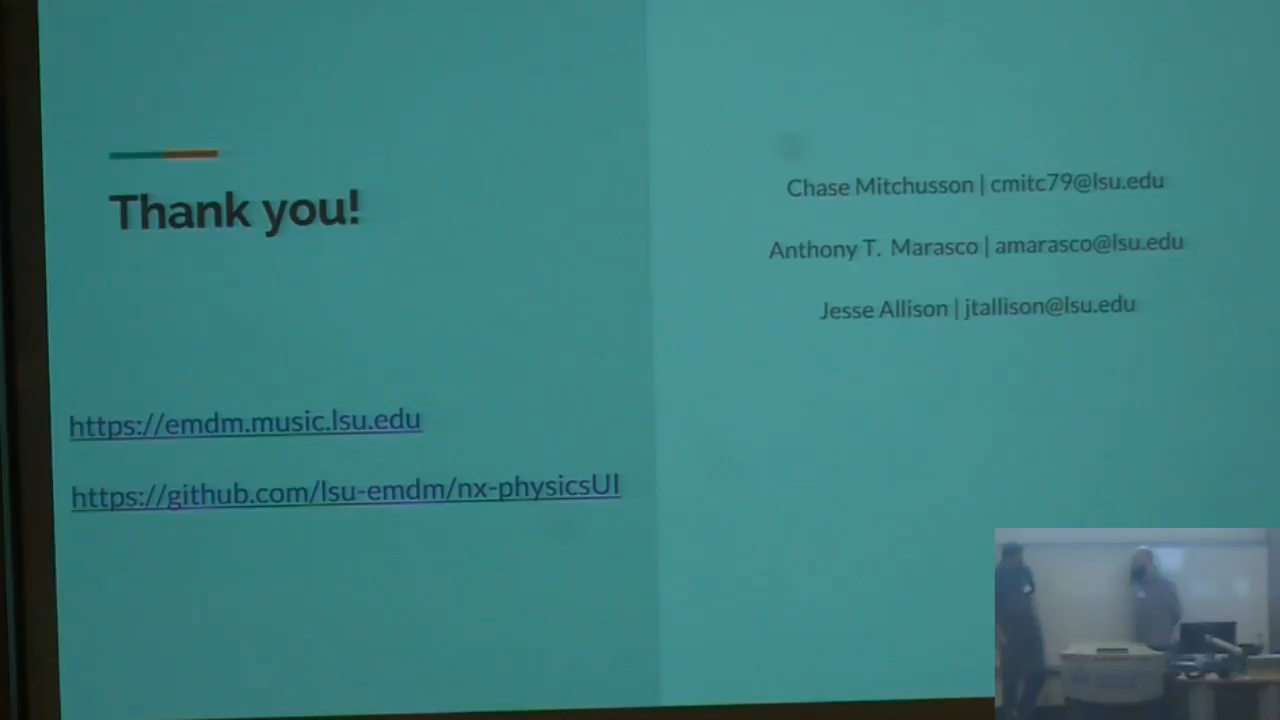 Thank you!
https://emdm.music.lsu.edu
https://github.com/lsu-emdm/nx-physicsUI
Chase Mitchusson | cmitc79@lsu.edu
Anthony T. Marasco | amarasco@lsu.edu
Jesse Allison | jtallison@lsu.edu